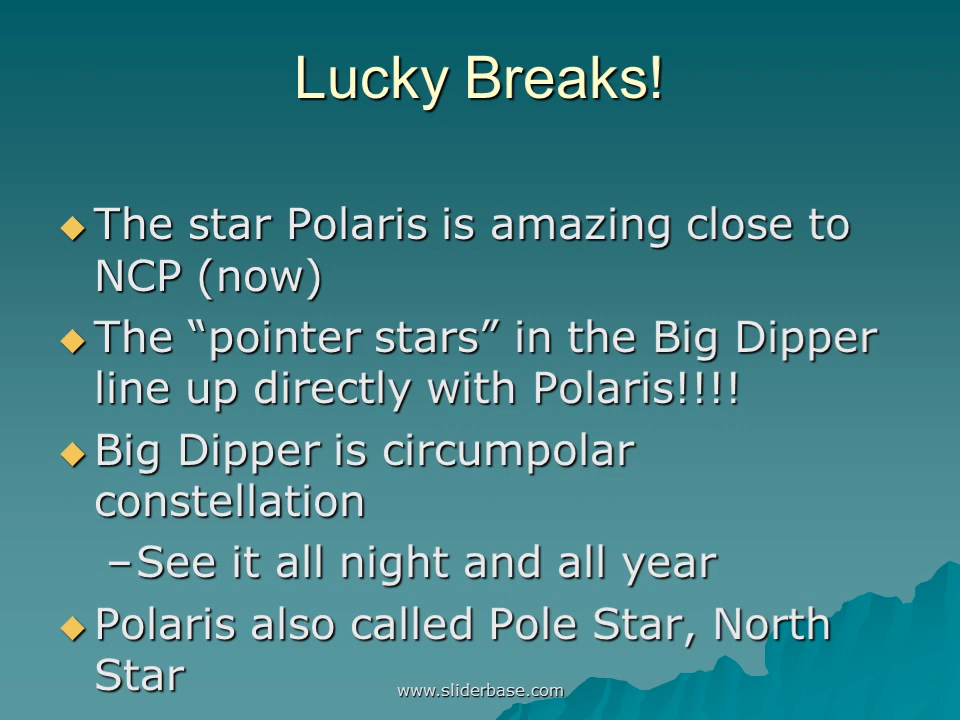 Lucky Breaks!
The star Polaris is amazing close to
NCP (now)
The “pointer stars” in the Big Dipper
line up directly with Polaris!!!!
Big Dipper is circumpolar
constellation
–See it all night and all year
Polaris also called Pole Star, North
Star
www.sliderbase.com